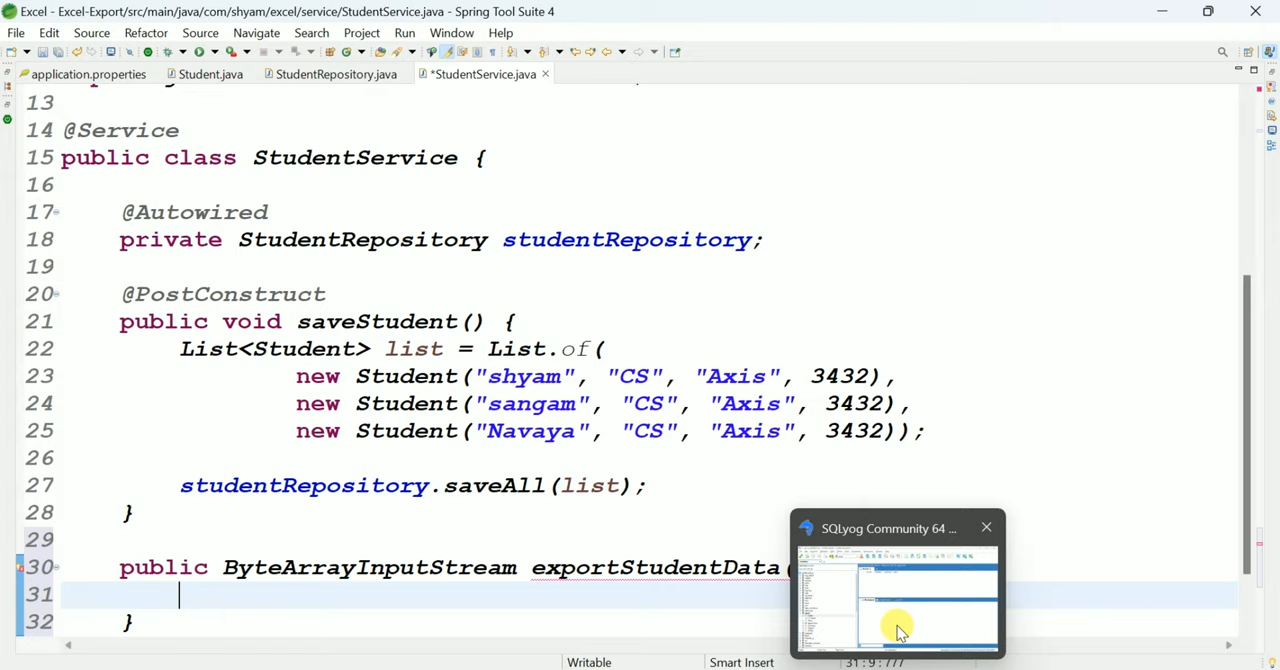 Excel - Excel-Export/src/main/java/com/shyam/excel/service/StudentService.java - Spring Tool Suite 4
File Edit Source Refactor Source Navigate Search Project Run Window Help
application.properties Student.java StudentRepository.java *StudentService.java
13
14 @Service
15 public class StudentService {
16
17 @Autowired
18 private StudentRepository studentRepository;
19
20 @PostConstruct
21 public void saveStudent() {
22 List<Student> list = List.of(
23 new Student("shyam", "CS", "Axis", 3432),
24 new Student("sangam", "CS", "Axis", 3432),
25 new Student("Navaya", "CS", "Axis", 3432));
26
27 studentRepository.saveAll(list);
28 }
29
30 public ByteArrayInputStream exportStudentData(
31
32 }
SQLyog Community 64 ...
Writable Smart Insert 31 : 9 : 777